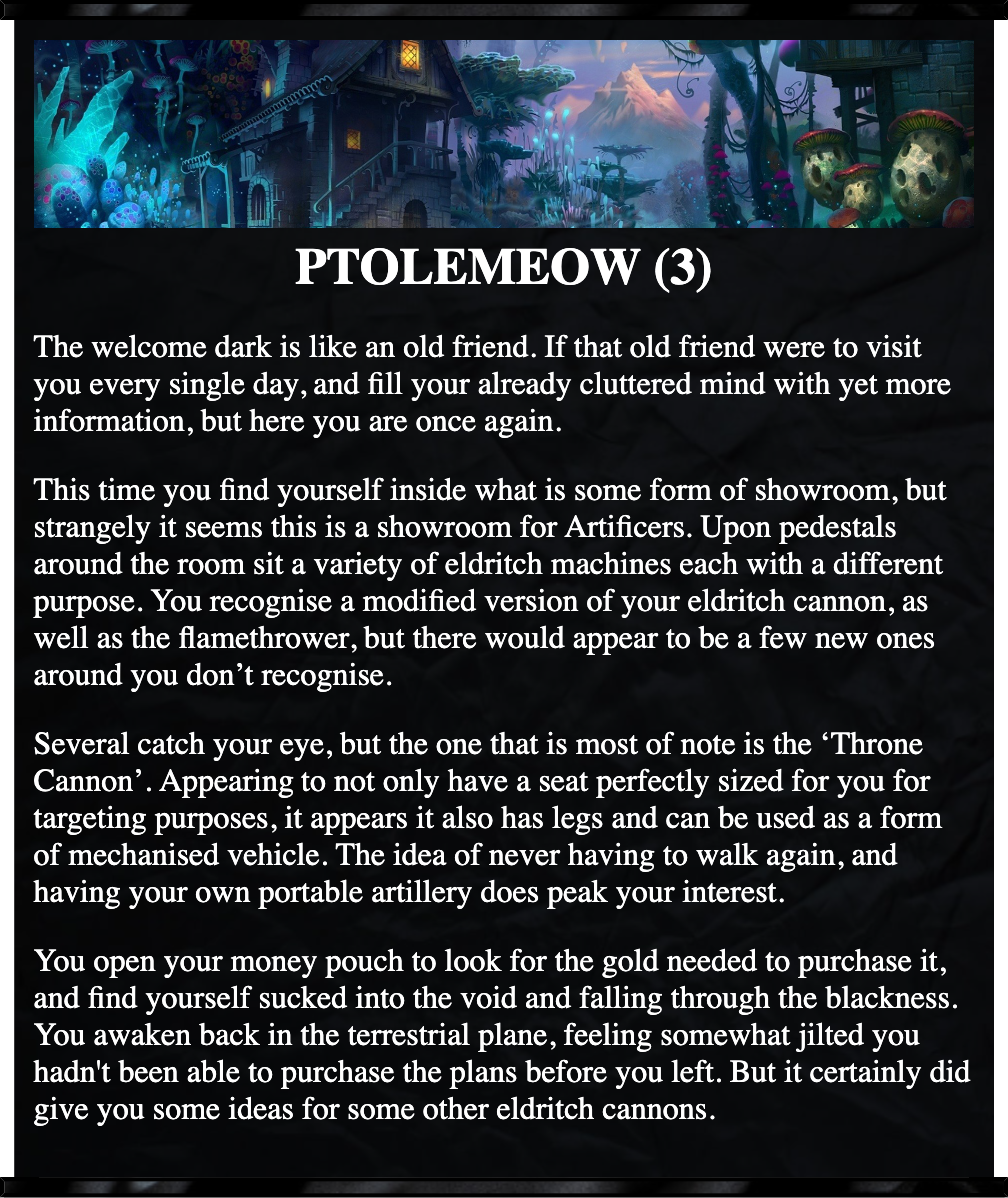 PTOLEMEOW (3)
The welcome dark is like an old friend. If that old friend were to visit
you every single day, and fill your already cluttered mind with yet more
information, but here you are once again.
This time you find yourself inside what is some form of showroom, but
strangely it seems this is a showroom for Artificers. Upon pedestals
around the room sit a variety of eldritch machines each with a different
purpose. You recognise a modified version of your eldritch cannon, as
well as the flamethrower, but there would appear to be a few new ones
around you don’t recognise.
Several catch your eye, but the one that is most of note is the ‘Throne
Cannon’. Appearing to not only have a seat perfectly sized for you for
targeting purposes, it appears it also has legs and can be used as a form
of mechanised vehicle. The idea of never having to walk again, and
having your own portable artillery does peak your interest.
You open your money pouch to look for the gold needed to purchase it,
and find yourself sucked into the void and falling through the blackness.
You awaken back in the terrestrial plane, feeling somewhat jilted you
hadn't been able to purchase the plans before you left. But it certainly did
give you some ideas for some other eldritch cannons.